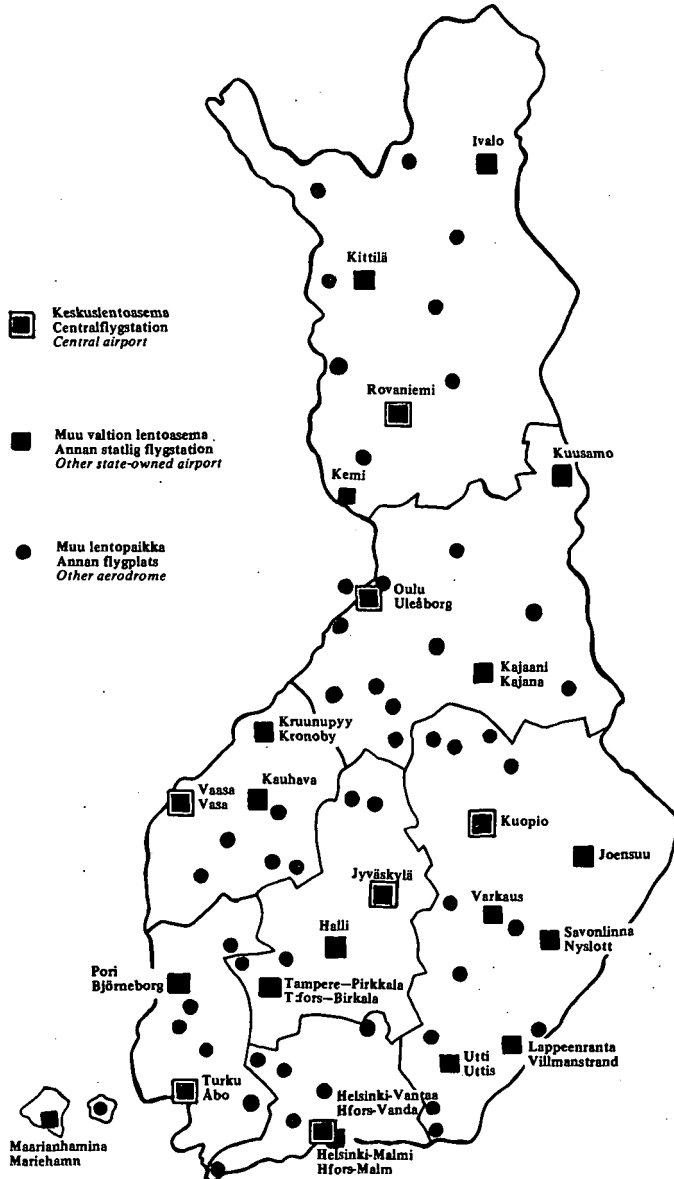 Ivalo
Kittilä
Keskuslentoasema
Centralflygstation
Central airport
Rovaniemi
Muu valtion lentoasema
Annan statlig flygstation
Other state-owned airport
Kuusamo
Kemi
Muu lentopaikka
Annan flygplats
Other aerodrome
Oulu
Uleåborg
Kajaani
Kajana
Kruunupyy
Kronoby
Kauhava
Vaasa
Vasa
Kuopio
Joensuu
Jyväskylä
Varkaus
Halli
Savonlinna
Nyslott
Pori
Björneborg
Tampere—Pirkkala
T:fors—Birkala
Utti
Uttis
Lappeenranta
Villmanstrand
Turku
Åbo
Helsinki-Vantaa
Hfors-Vanda
Maarianhamina
Mariehamn
Helsinki-Malmi
Hfors-Malm